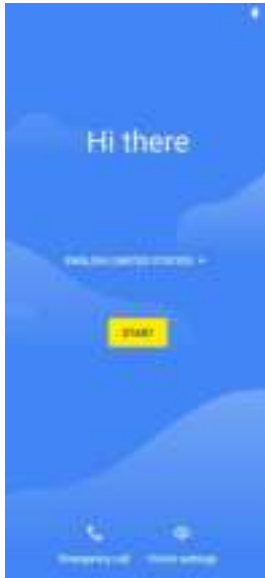 Hi there
ENGLISH (UNITED STATES)
START
Emergency call
Vision settings